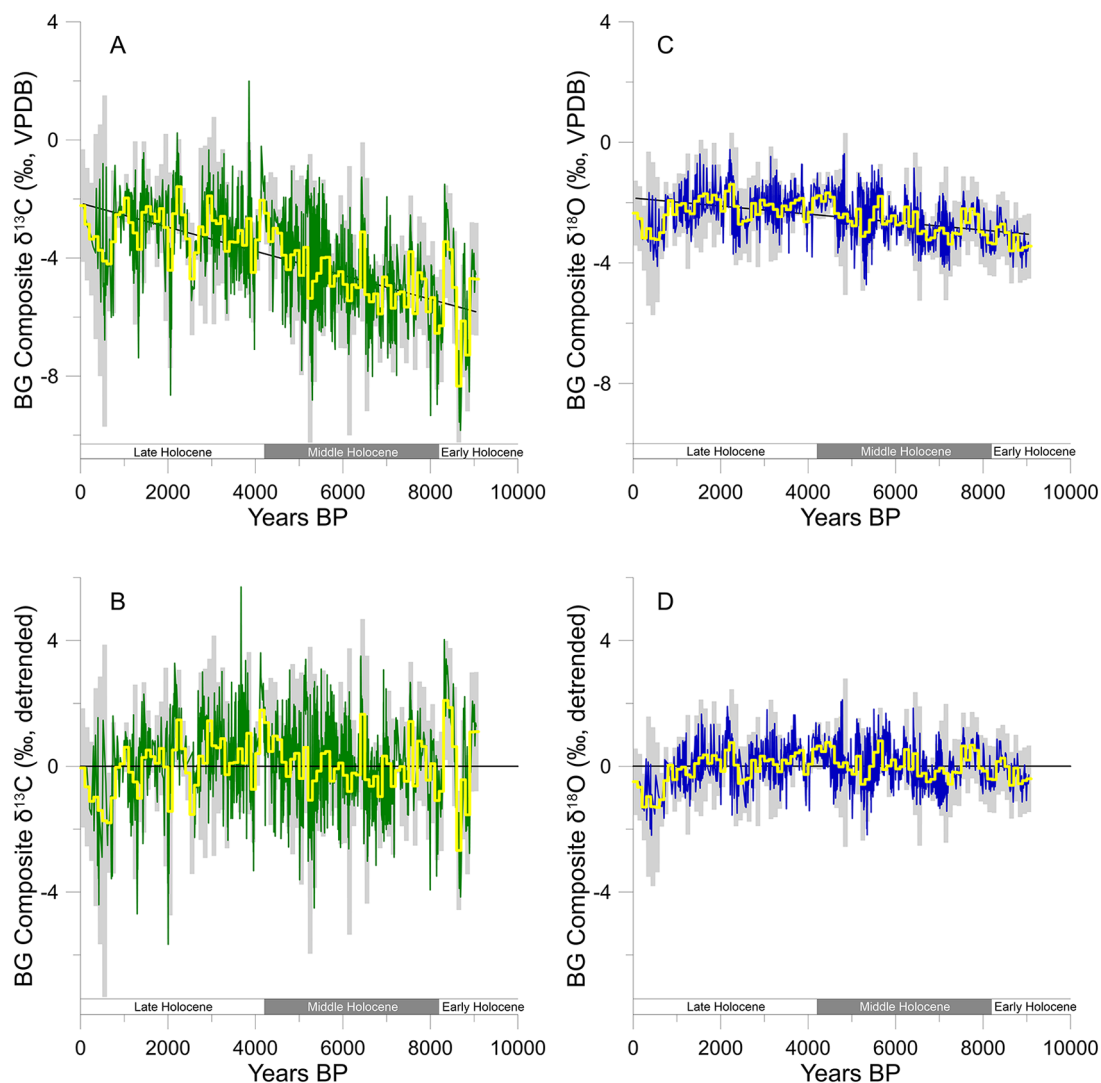 A
BG Composite δ13C (‰, VPDB)
4
0
-4
-8
Late Holocene Middle Holocene Early Holocene
0 2000 4000 6000 8000 10000
Years BP
C
BG Composite δ18O (‰, VPDB)
4
0
-4
-8
Late Holocene Middle Holocene Early Holocene
0 2000 4000 6000 8000 10000
Years BP
B
BG Composite δ13C (‰, detrended)
4
0
-4
Late Holocene Middle Holocene Early Holocene
0 2000 4000 6000 8000 10000
Years BP
D
BG Composite δ18O (‰, detrended)
4
0
-4
Late Holocene Middle Holocene Early Holocene
0 2000 4000 6000 8000 10000
Years BP